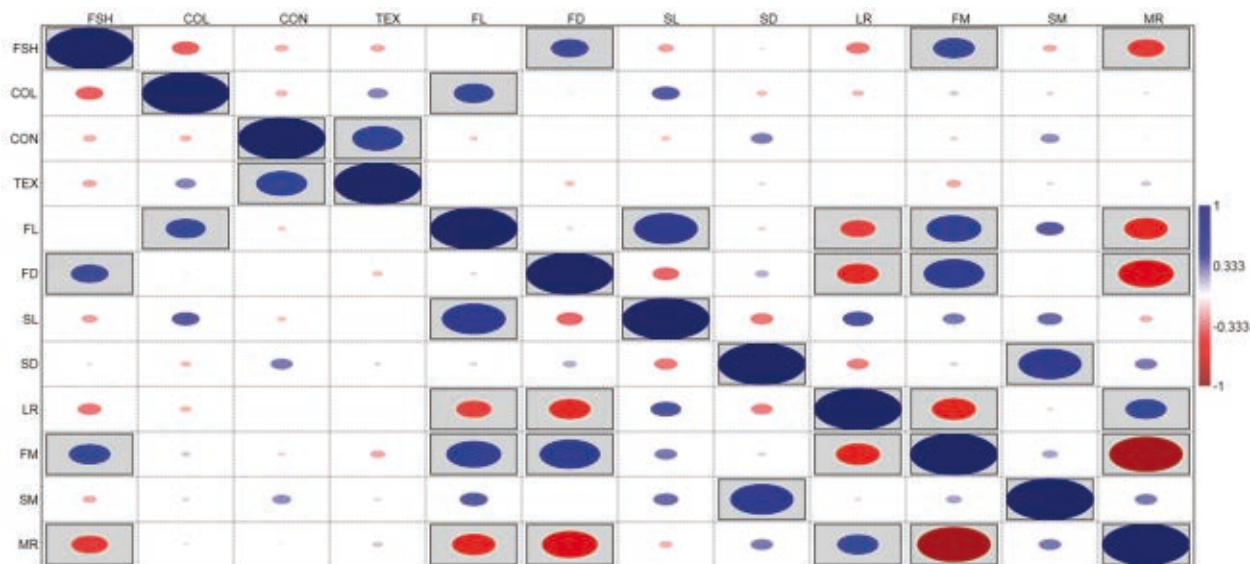 FSH COL CON TEX FL FD SL SD LR FM SM MR
FSH
COL
CON
TEX
FL
FD
SL
SD
LR
FM
SM
MR
1
0.333
-0.333
-1